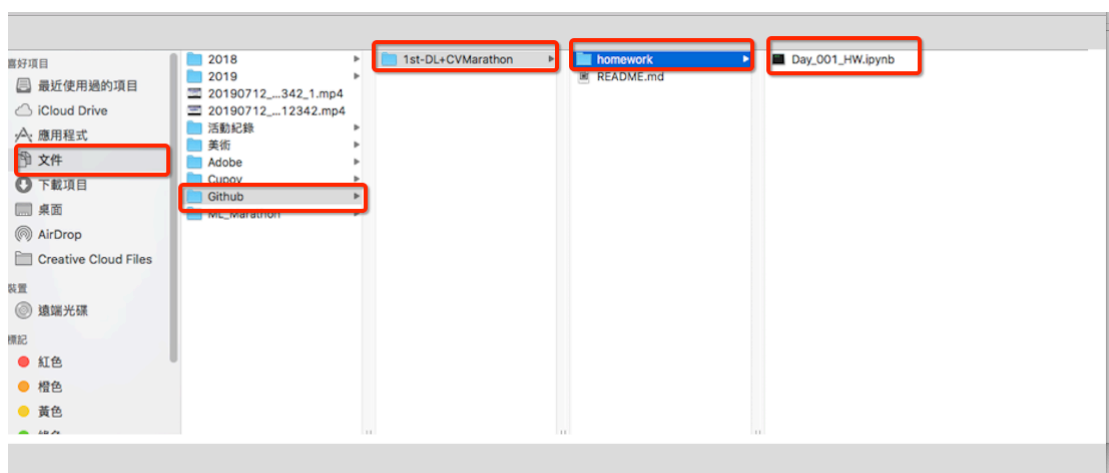 喜好項目
最近使用過的項目
iCloud Drive
應用程式
文件
下載項目
桌面
AirDrop
Creative Cloud Files
裝置
遠端光碟
標記
紅色
橙色
黃色
2018
2019
20190712_...342_1.mp4
20190712_...12342.mp4
活動紀錄
美術
Adobe
Cupoy
Github
ML_Marathon
1st-DL+CVMarathon
homework
README.md
Day_001_HW.ipynb